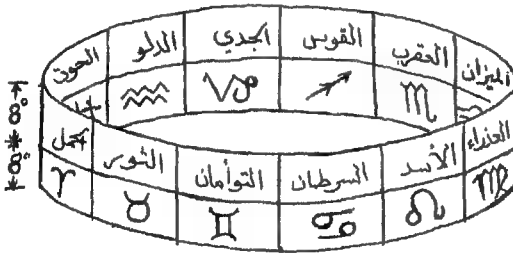 الميزان العقرب القوس الجدي الدلو الحوت
♏ ♐ ♑ ♒
8°
8°
العذراء الأسد السرطان التوأمان الثور الحمل
♍ ♌ ♋ ♊ ♉ ♈